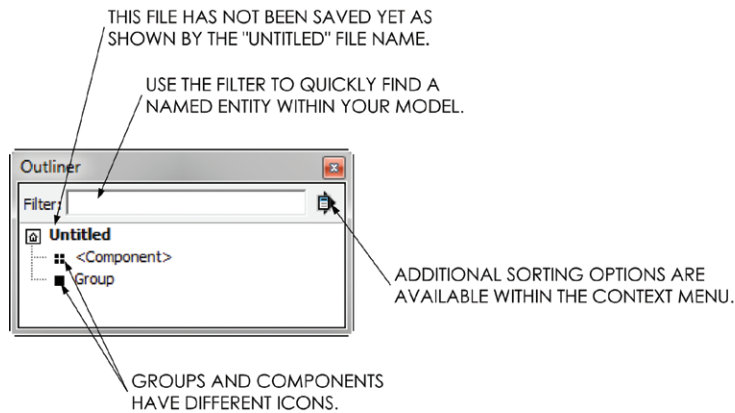 THIS FILE HAS NOT BEEN SAVED YET AS
SHOWN BY THE "UNTITLED" FILE NAME.
USE THE FILTER TO QUICKLY FIND A
NAMED ENTITY WITHIN YOUR MODEL.
Outliner
Filter:
Untitled
<Component>
Group
ADDITIONAL SORTING OPTIONS ARE
AVAILABLE WITHIN THE CONTEXT MENU.
GROUPS AND COMPONENTS
HAVE DIFFERENT ICONS.